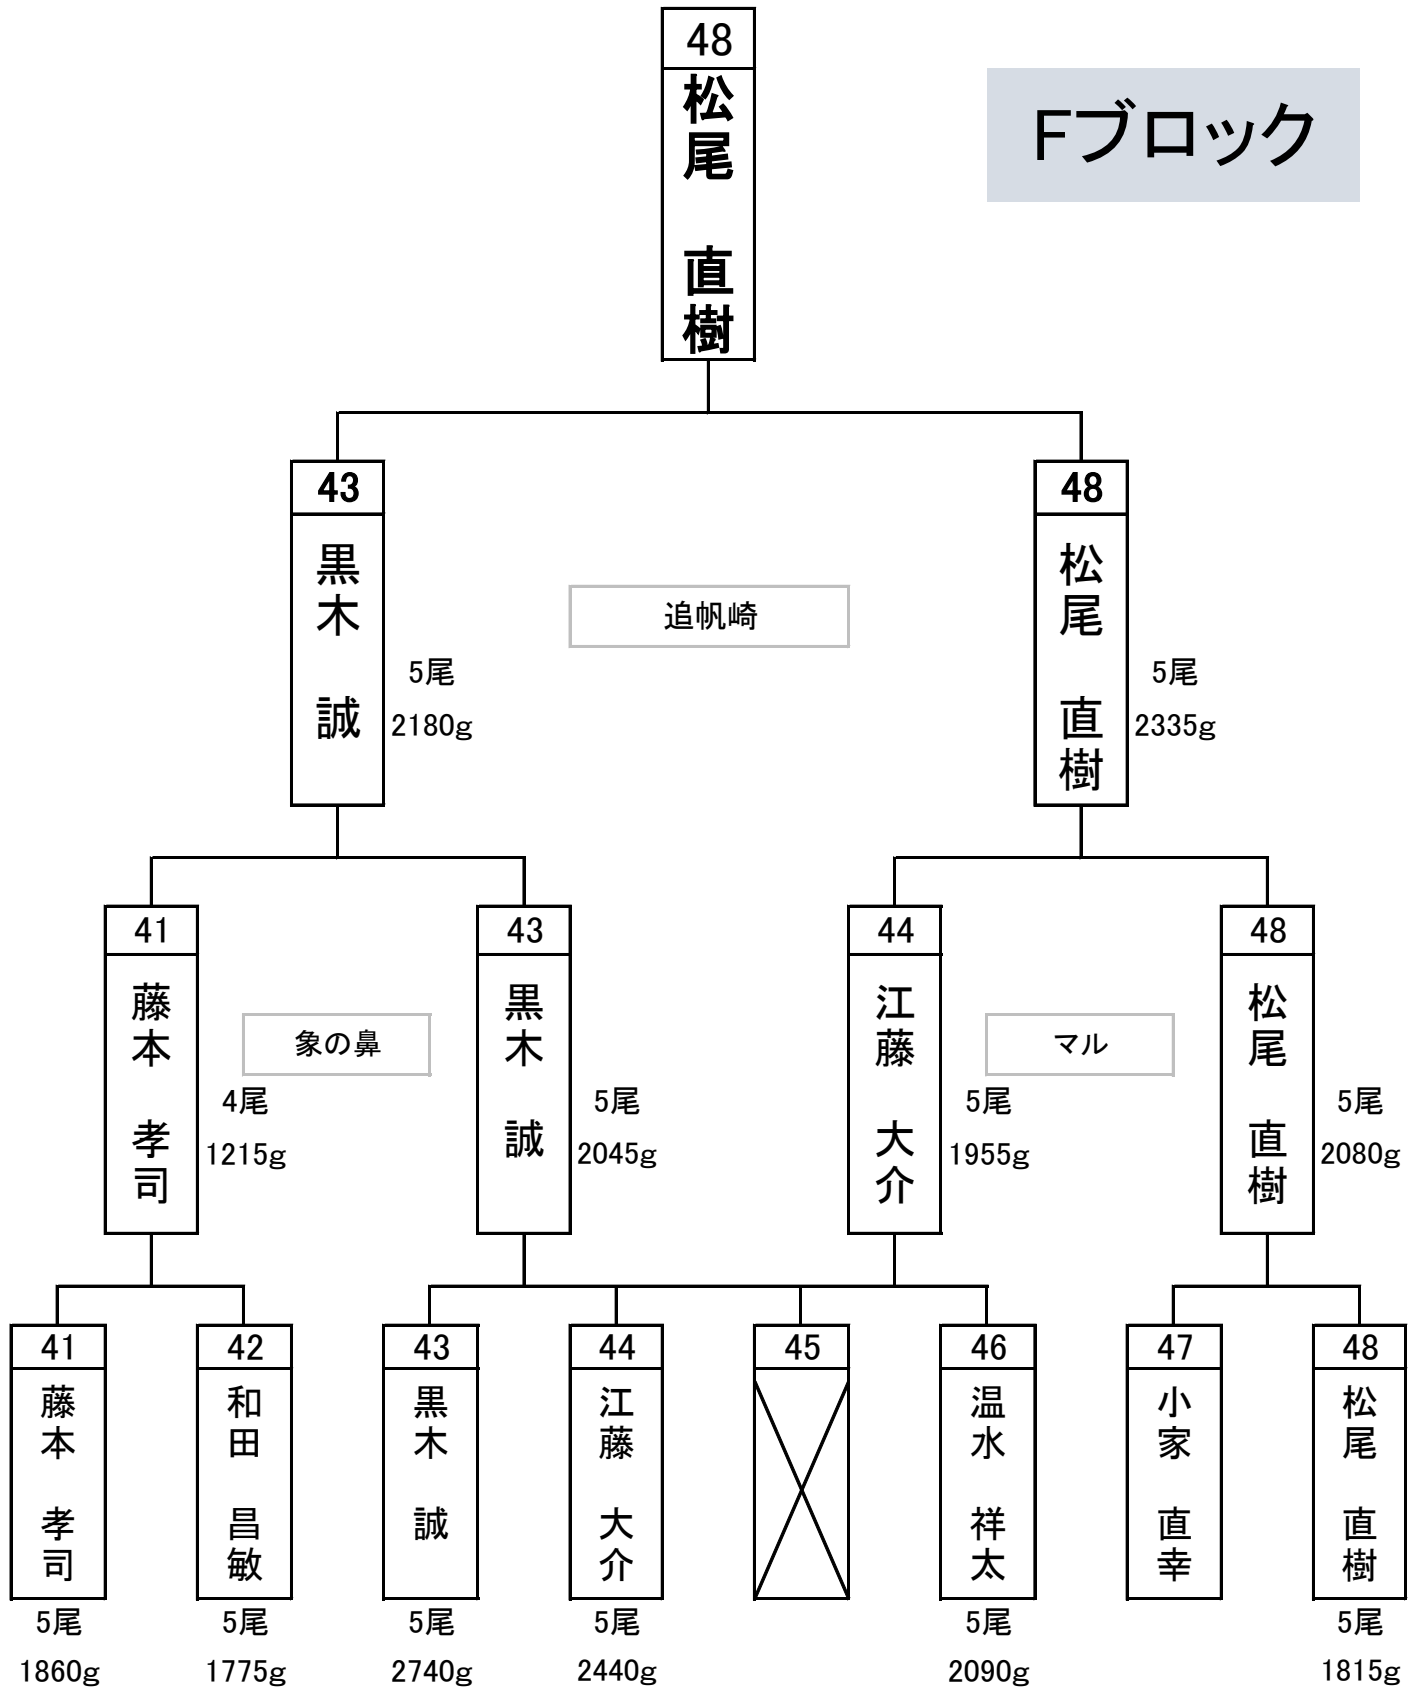 48
松尾 直樹
Fブロック
43
黒木 誠
5尾
2180g
追帆崎
48
松尾 直樹
5尾
2335g
41
藤本 孝司
4尾
1215g
象の鼻
43
黒木 誠
5尾
2045g
44
江藤 大介
5尾
1955g
マル
48
松尾 直樹
5尾
2080g
41
藤本 孝司
5尾
1860g
42
和田 昌敏
5尾
1775g
43
黒木 誠
5尾
2740g
44
江藤 大介
5尾
2440g
45
46
温水 祥太
5尾
2090g
47
小家 直幸
48
松尾 直樹
5尾
1815g